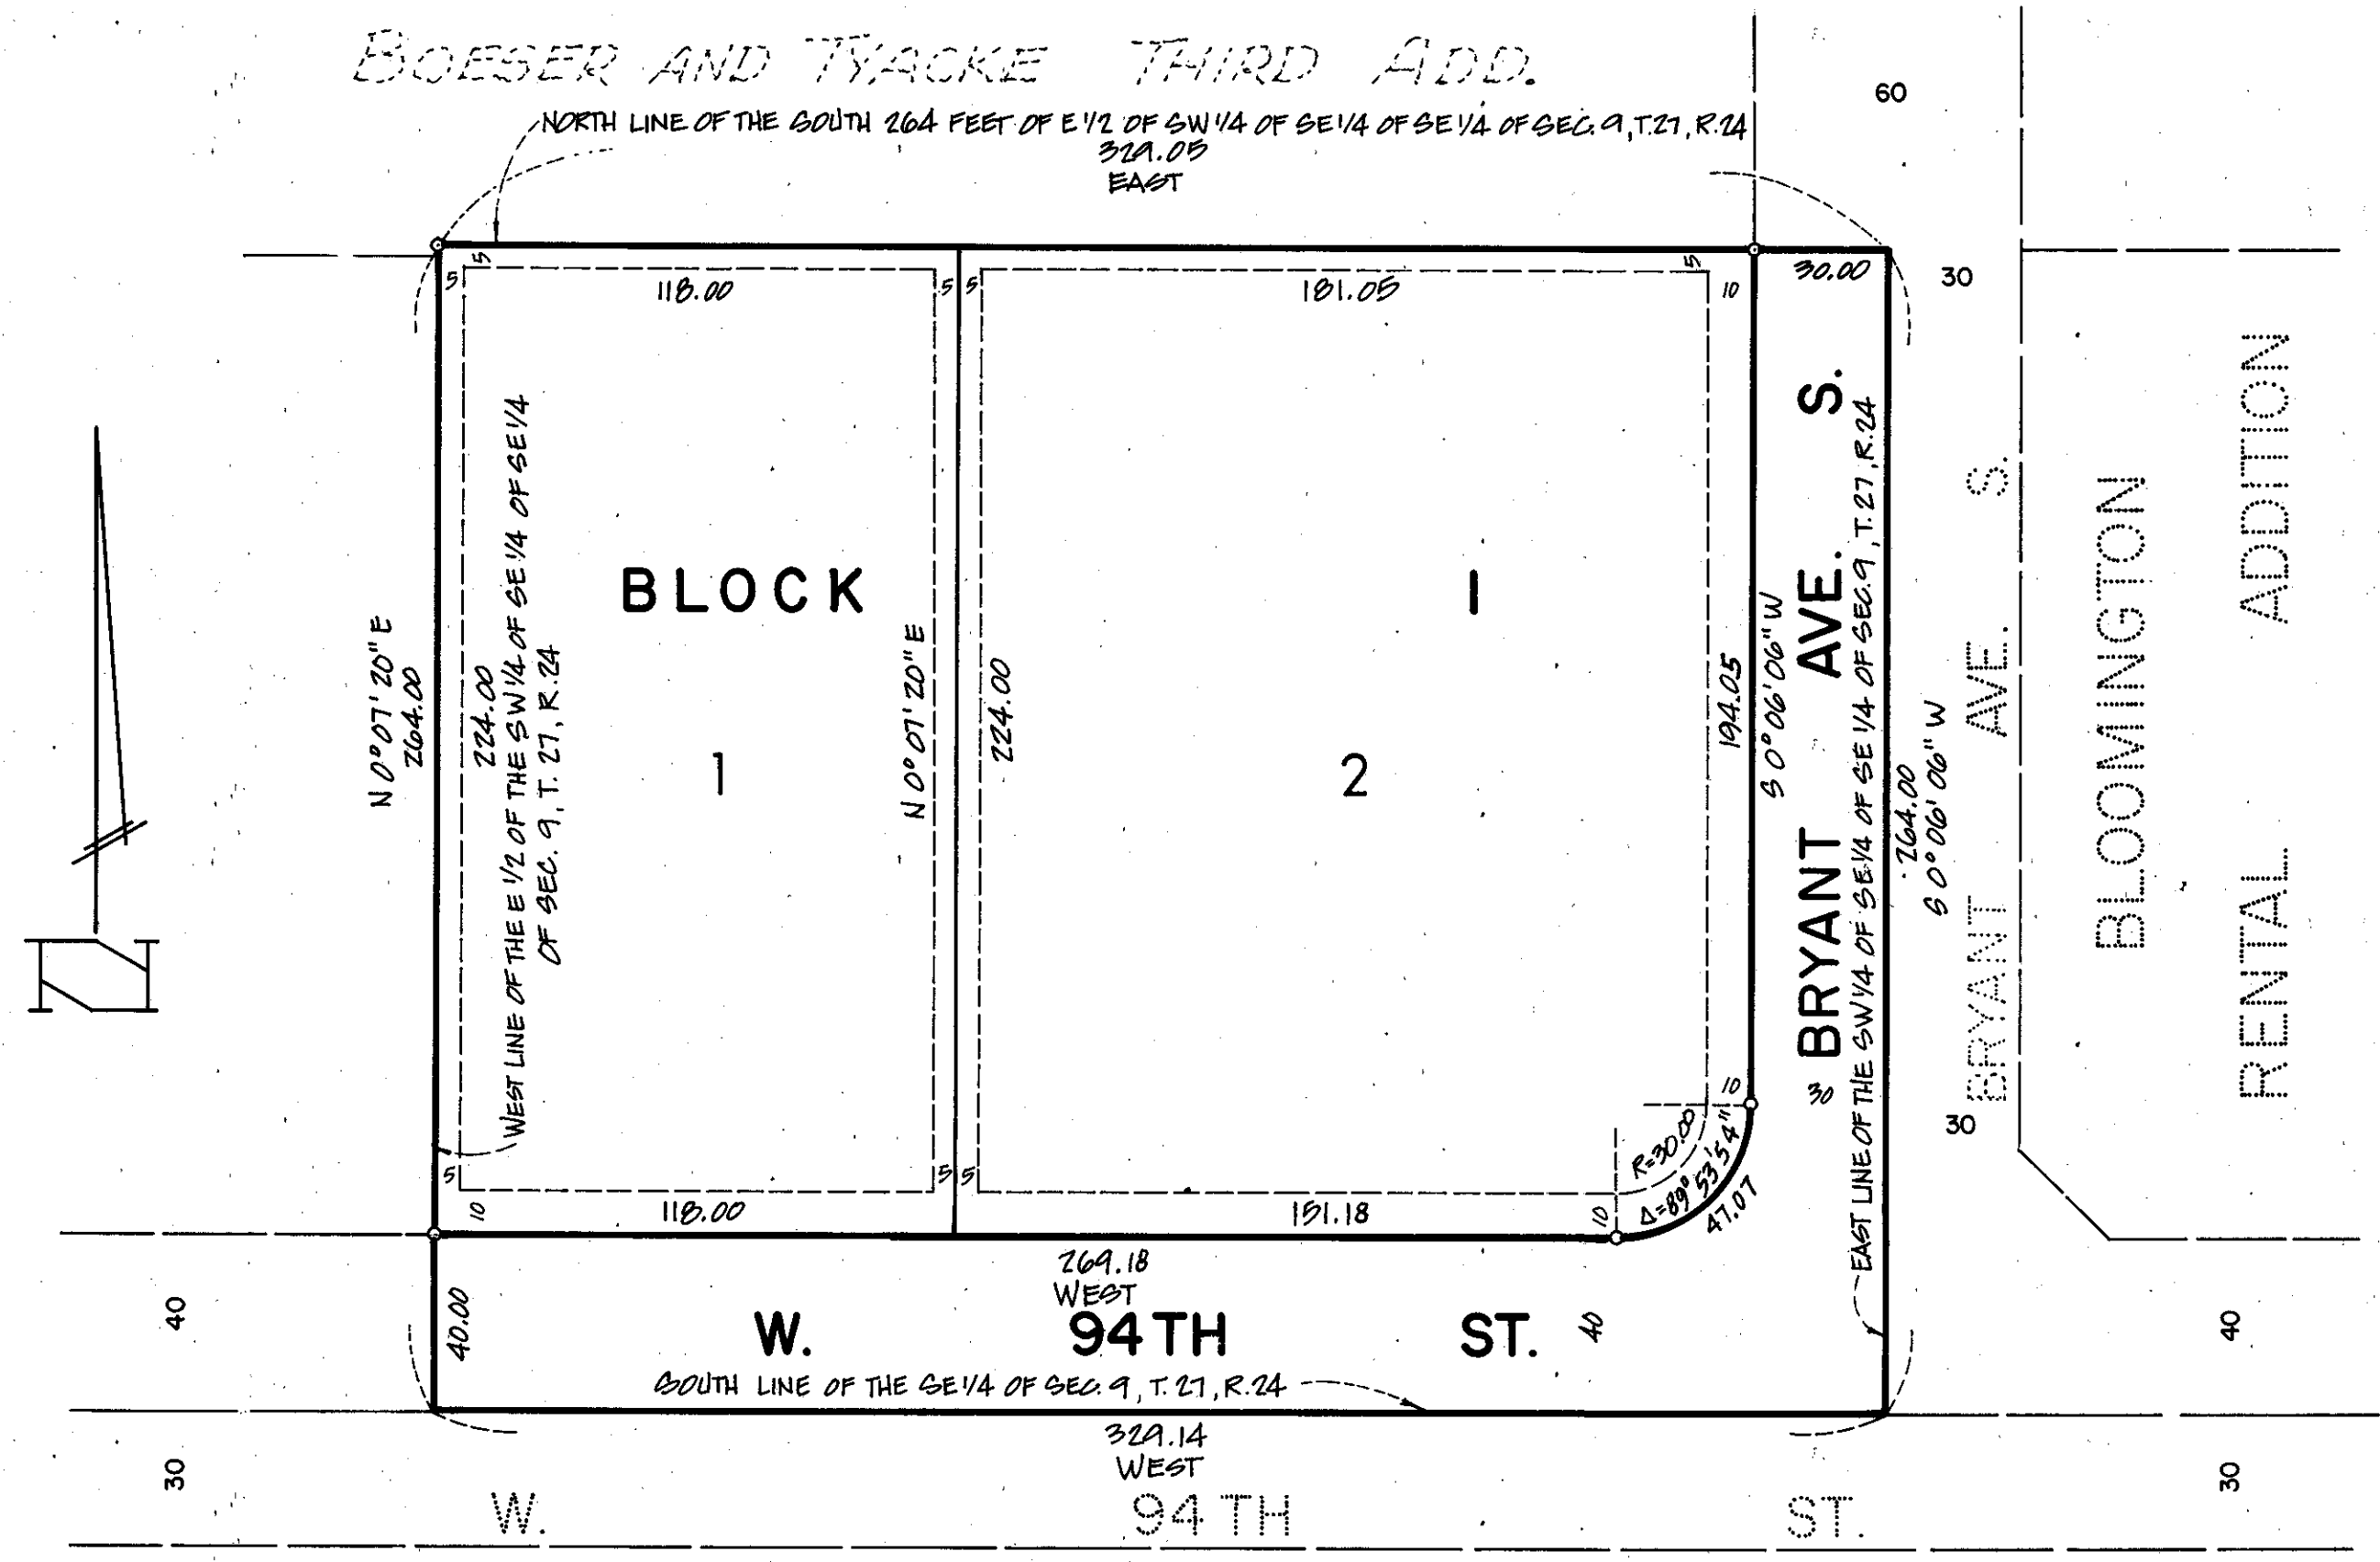 BOESER AND TYACKE THIRD ADD.
60
NORTH LINE OF THE SOUTH 264 FEET OF E 1/2 OF SW 1/4 OF SE 1/4 OF SE 1/4 OF SEC. 9, T.27, R.24
329.05
EAST
5
5
118.00
5
5
181.05
5
10
30.00
30
N 0° 07' 20" E
264.00
224.00
WEST LINE OF THE E 1/2 OF THE SW 1/4 OF SE 1/4 OF SE 1/4
OF SEC. 9, T. 27, R. 24
BLOCK 1
1
N 0° 07' 20" E
224.00
2
194.05
S 0° 06' 06" W
BRYANT AVE. S.
EAST LINE OF THE SW 1/4 OF SE 1/4 OF SE 1/4 OF SEC. 9, T. 27, R. 24
264.00
S 0° 06' 06" W
BRYANT AVE. S.
BLOOMINGTON
RENTAL ADDITION
N
10
30
30
R=30.00
Δ=89° 53' 54"
47.07
5
10
118.00
5
5
151.18
10
269.18
WEST
40
40.00
W. 94TH ST.
40
40
SOUTH LINE OF THE SE 1/4 OF SEC. 9, T. 27, R. 24
329.14
WEST
30
30
W. 94TH ST.